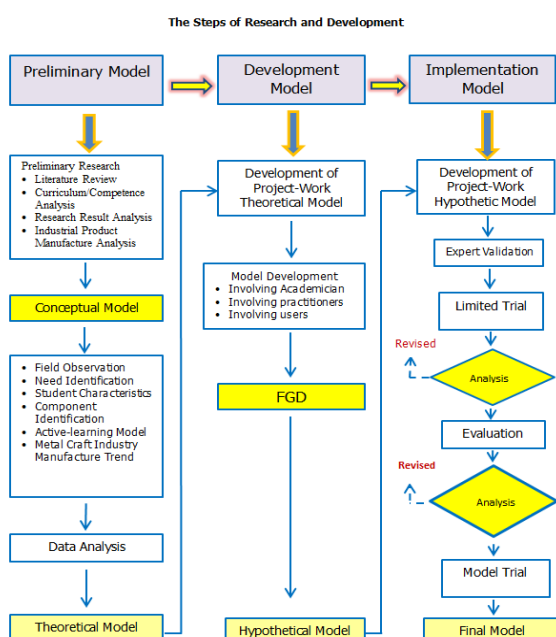 The Steps of Research and Development
Preliminary Model
Development
Model
Implementation
Model
Preliminary Research
• Literature Review
• Curriculum/Competence
Analysis
• Research Result Analysis
• Industrial Product
Manufacture Analysis
Conceptual Model
• Field Observation
• Need Identification
• Student Characteristics
• Component
Identification
• Active-learning Model
• Metal Craft Industry
Manufacture Trend
Data Analysis
Theoretical Model
Development of
Project-Work
Theoretical Model
Model Development
• Involving Academician
• Involving practitioners
• Involving users
FGD
Hypothetical Model
Development of
Project-Work
Hypothetic Model
Expert Validation
Limited Trial
Revised
Analysis
Evaluation
Revised
Analysis
Model Trial
Final Model